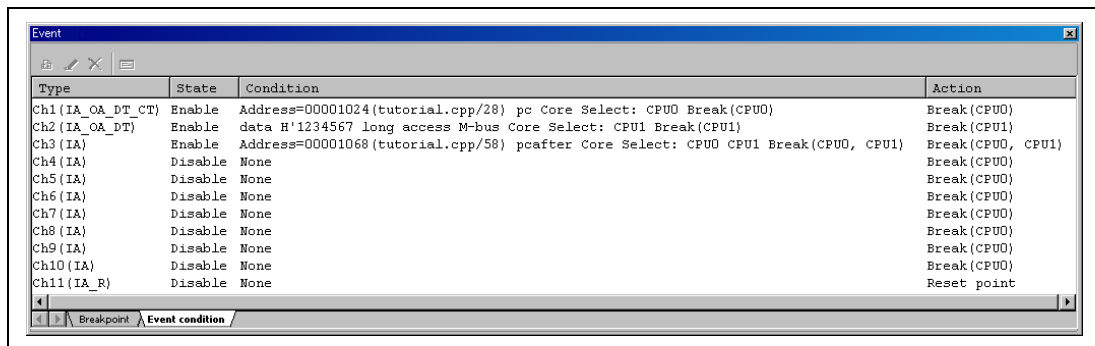 Event
Type State Condition Action
Ch1(IA_OA_DT_CT) Enable Address=00001024(tutorial.cpp/28) pc Core Select: CPU0 Break(CPU0) Break(CPU0)
Ch2(IA_OA_DT) Enable data H'1234567 long access M-bus Core Select: CPU1 Break(CPU1) Break(CPU1)
Ch3(IA) Enable Address=00001068(tutorial.cpp/58) pcafter Core Select: CPU0 CPU1 Break(CPU0, CPU1) Break(CPU0, CPU1)
Ch4(IA) Disable None Break(CPU0)
Ch5(IA) Disable None Break(CPU0)
Ch6(IA) Disable None Break(CPU0)
Ch7(IA) Disable None Break(CPU0)
Ch8(IA) Disable None Break(CPU0)
Ch9(IA) Disable None Break(CPU0)
Ch10(IA) Disable None Break(CPU0)
Ch11(IA_R) Disable None Reset point
Breakpoint Event condition